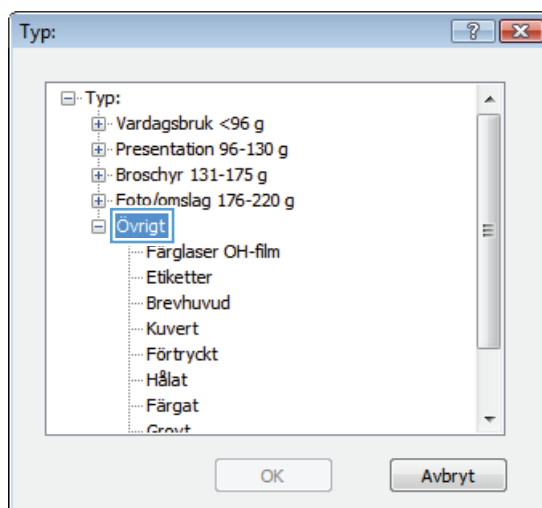 Typ:
Typ:
Vardagsbruk <96 g
Presentation 96-130 g
Broschyr 131-175 g
Foto/omslag 176-220 g
Övrigt
Färglaser OH-film
Etiketter
Brevhuvud
Kuvert
Förtryckt
Hålat
Färgat
Grovt
OK
Avbryt